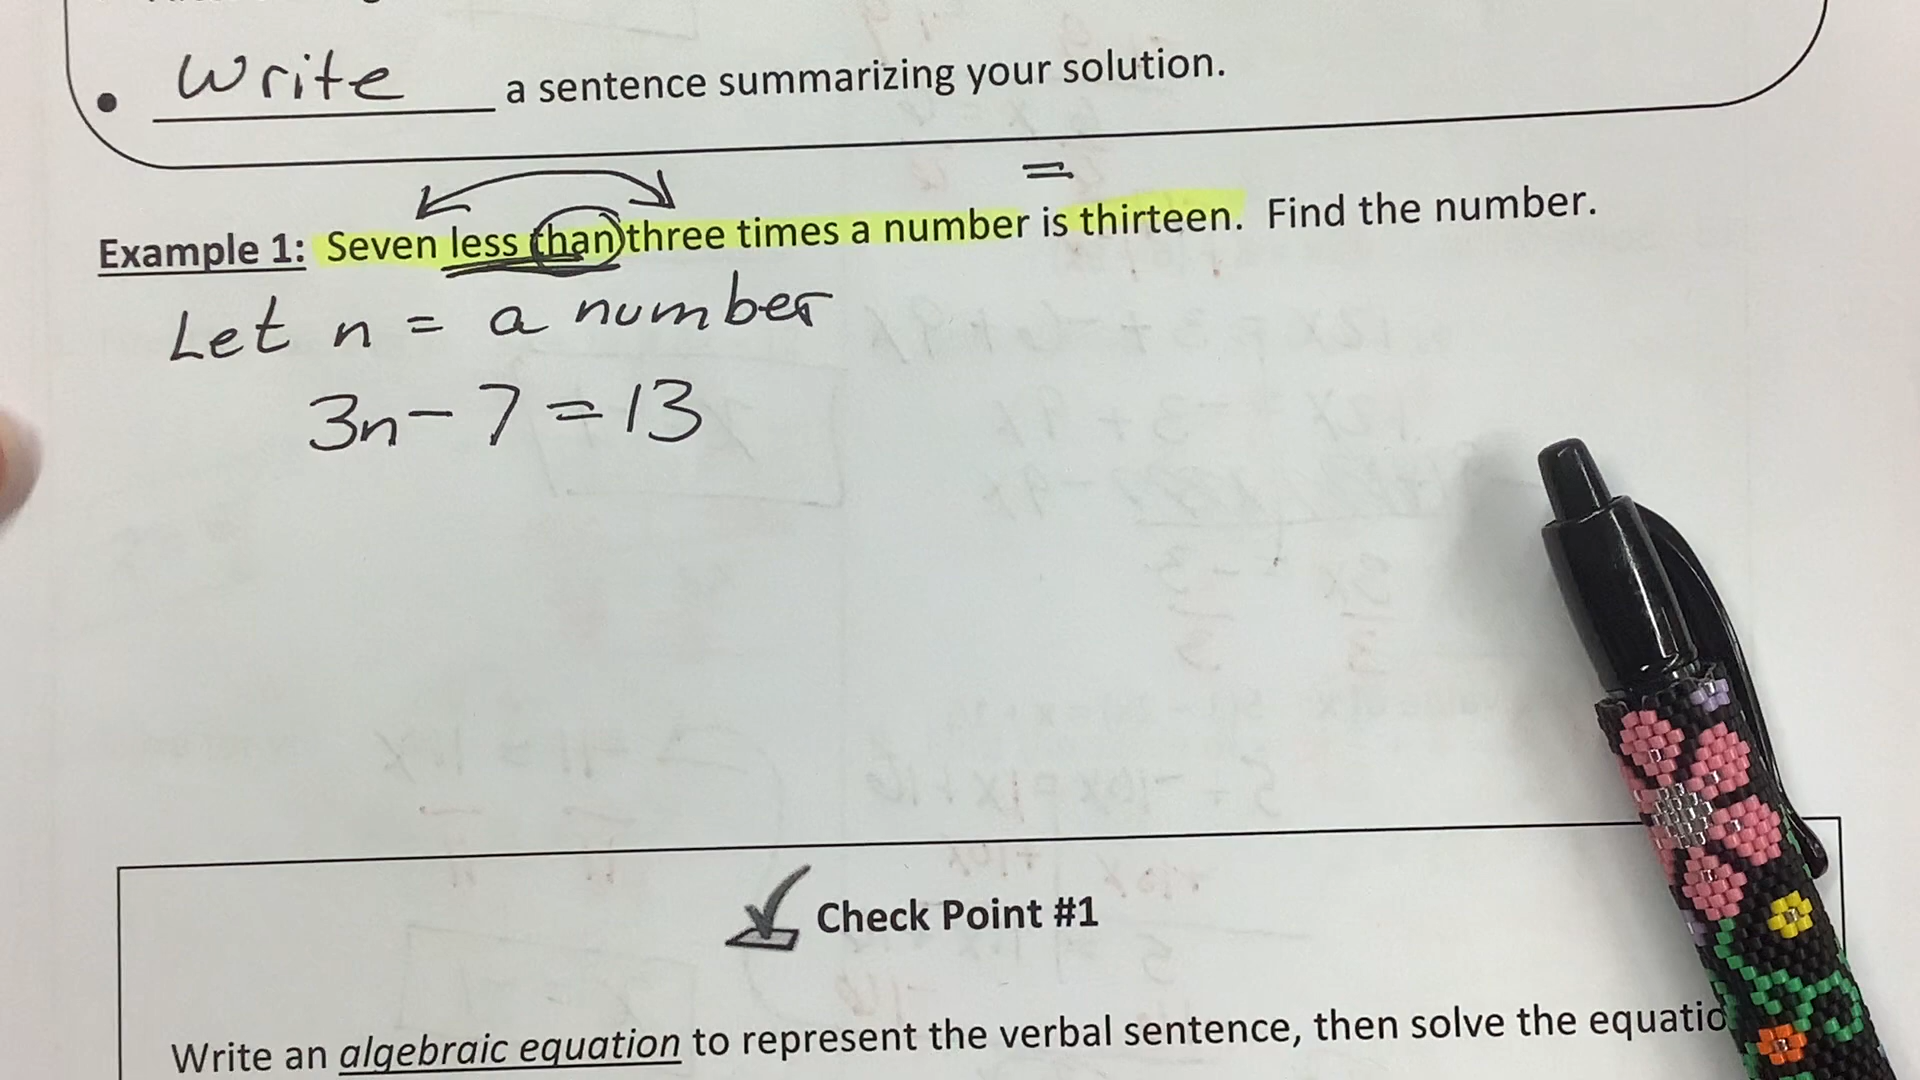 • Write a sentence summarizing your solution.
=
Example 1: Seven less than three times a number is thirteen. Find the number.
Let n = a number
3n - 7 = 13
Check Point #1
Write an algebraic equation to represent the verbal sentence, then solve the